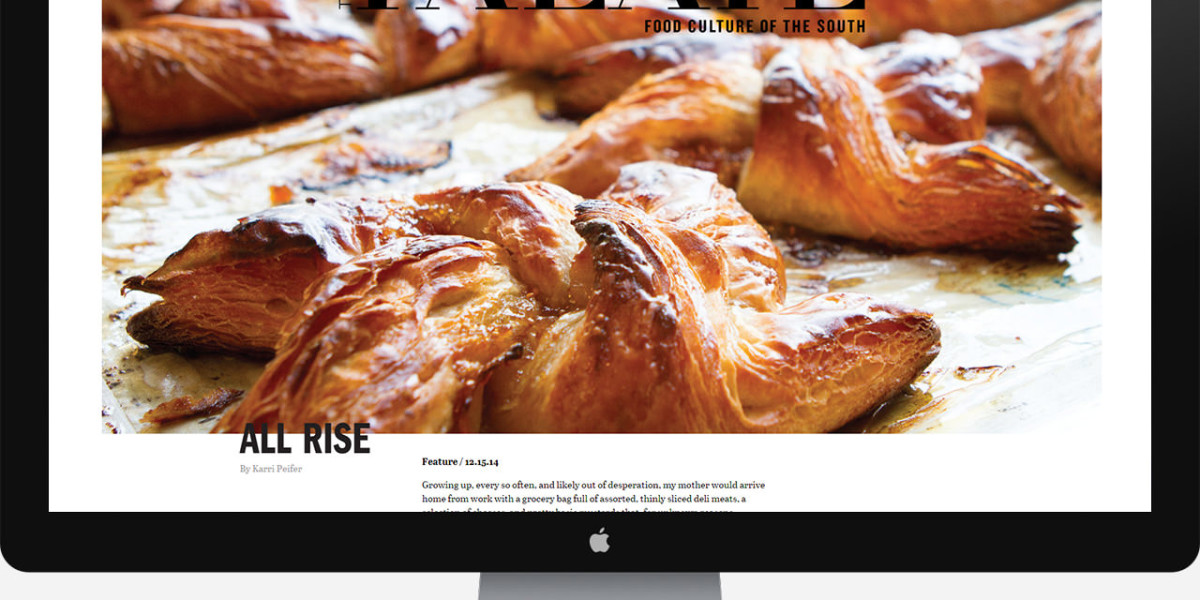 FOOD CULTURE OF THE SOUTH
ALL RISE
By Karri Peifer
Feature / 12.15.14
Growing up, every so often, and likely out of desperation, my mother would arrive
home from work with a grocery bag full of assorted, thinly sliced deli meats, a